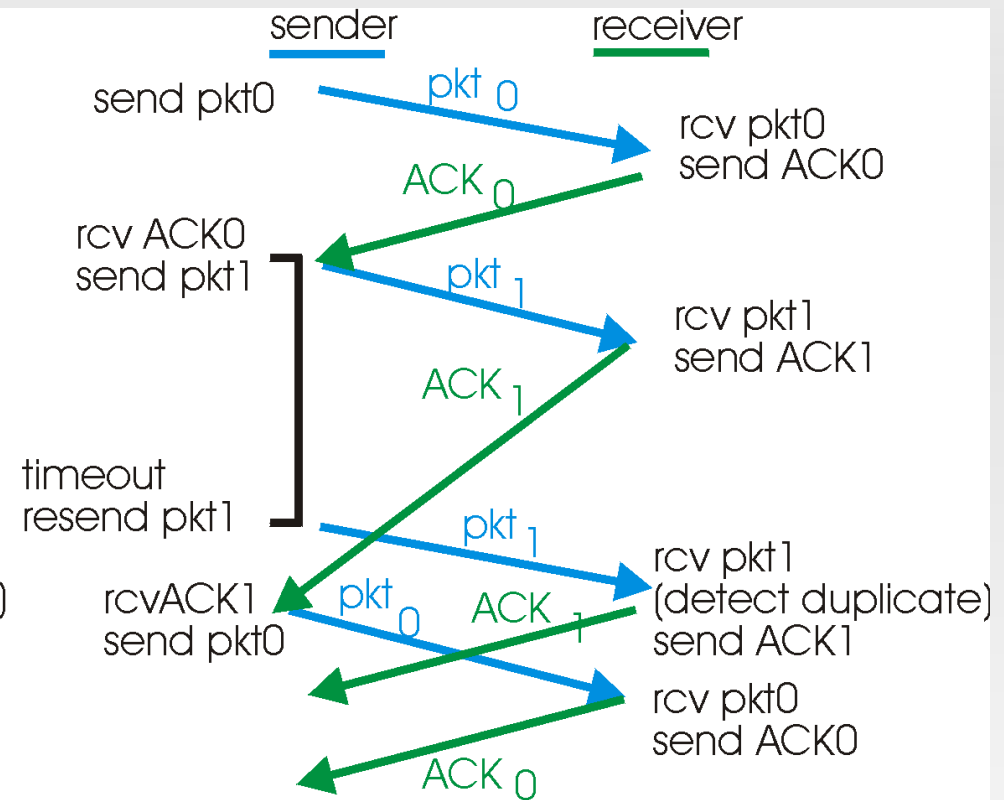 sender
receiver
send pkt0
pkt 0
rcv pkt0
send ACK0
ACK 0
rcv ACK0
send pkt1
pkt 1
rcv pkt1
send ACK1
ACK 1
timeout
resend pkt1
pkt 1
rcv pkt1
(detect duplicate)
send ACK1
)
rcvACK1
send pkt0
pkt 0
ACK 1
rcv pkt0
send ACK0
ACK 0